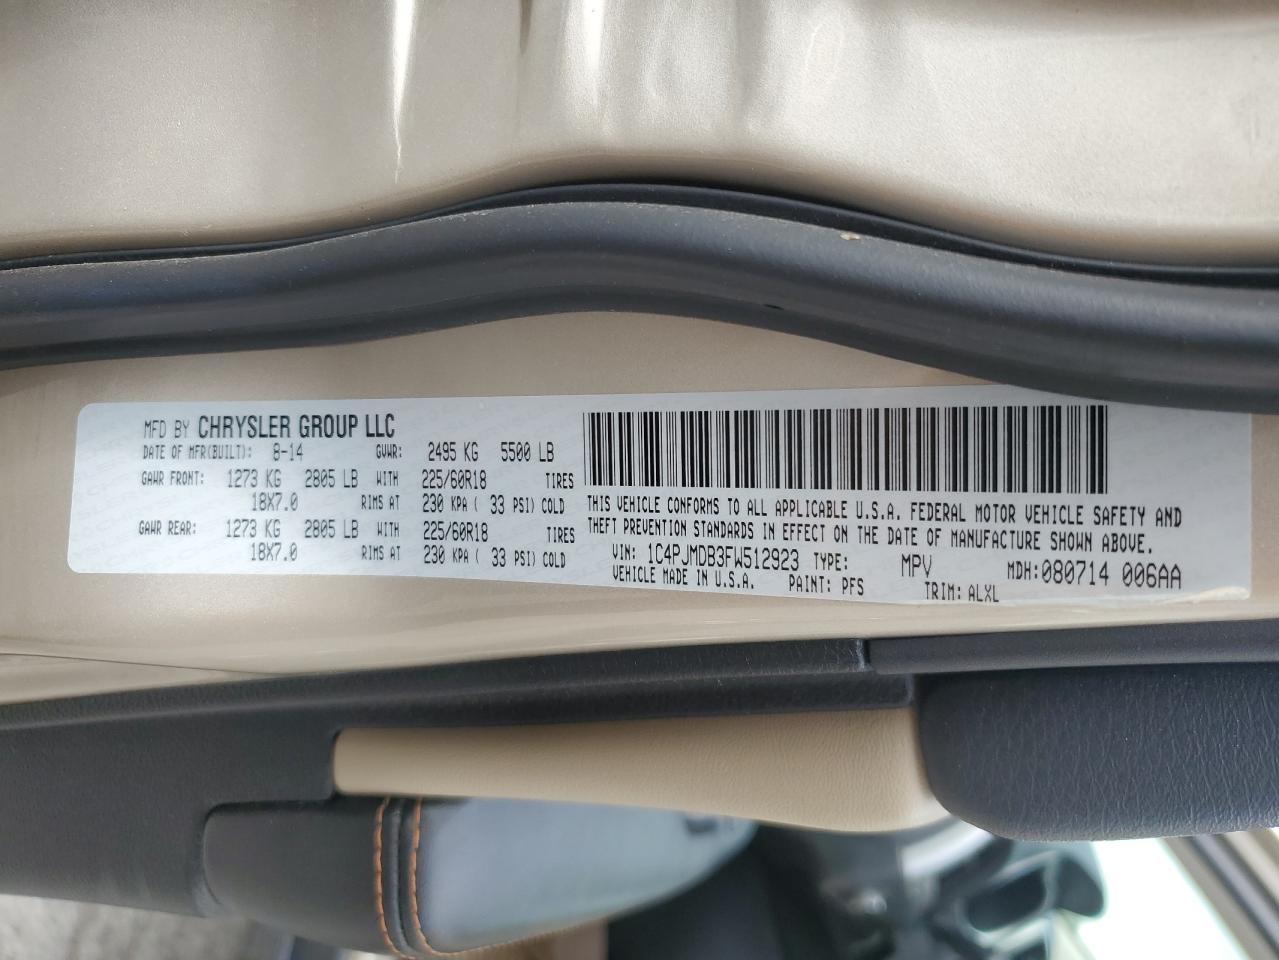 MFD BY CHRYSLER GROUP LLC
DATE OF MFR(BUILT): 8-14 GVWR: 2495 KG 5500 LB
GAWR FRONT: 1273 KG 2805 LB WITH 225/60R18 TIRES
18X7.0 RIMS AT 230 KPA ( 33 PSI) COLD
GAWR REAR: 1273 KG 2805 LB WITH 225/60R18 TIRES
18X7.0 RIMS AT 230 KPA ( 33 PSI) COLD
THIS VEHICLE CONFORMS TO ALL APPLICABLE U.S.A. FEDERAL MOTOR VEHICLE SAFETY AND
THEFT PREVENTION STANDARDS IN EFFECT ON THE DATE OF MANUFACTURE SHOWN ABOVE.
VIN: 1C4PJMDB3FW512923 TYPE: MPV MDH:080714 006AA
VEHICLE MADE IN U.S.A. PAINT: PFS TRIM: ALXL